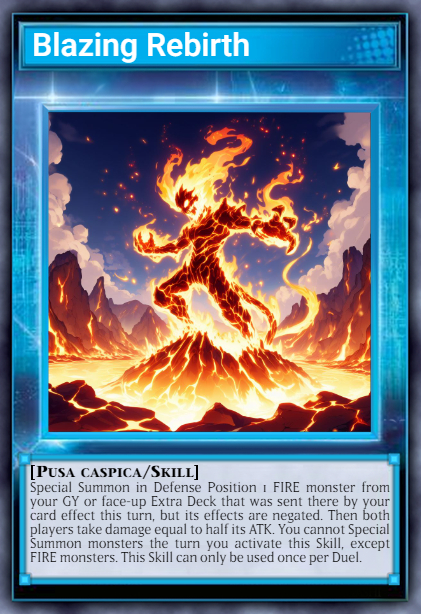 Blazing Rebirth
[Pusa caspica/Skill]
Special Summon in Defense Position 1 FIRE monster from
your GY or face-up Extra Deck that was sent there by your
card effect this turn, but its effects are negated. Then both
players take damage equal to half its ATK. You cannot Special
Summon monsters the turn you activate this Skill, except
FIRE monsters. This Skill can only be used once per Duel.